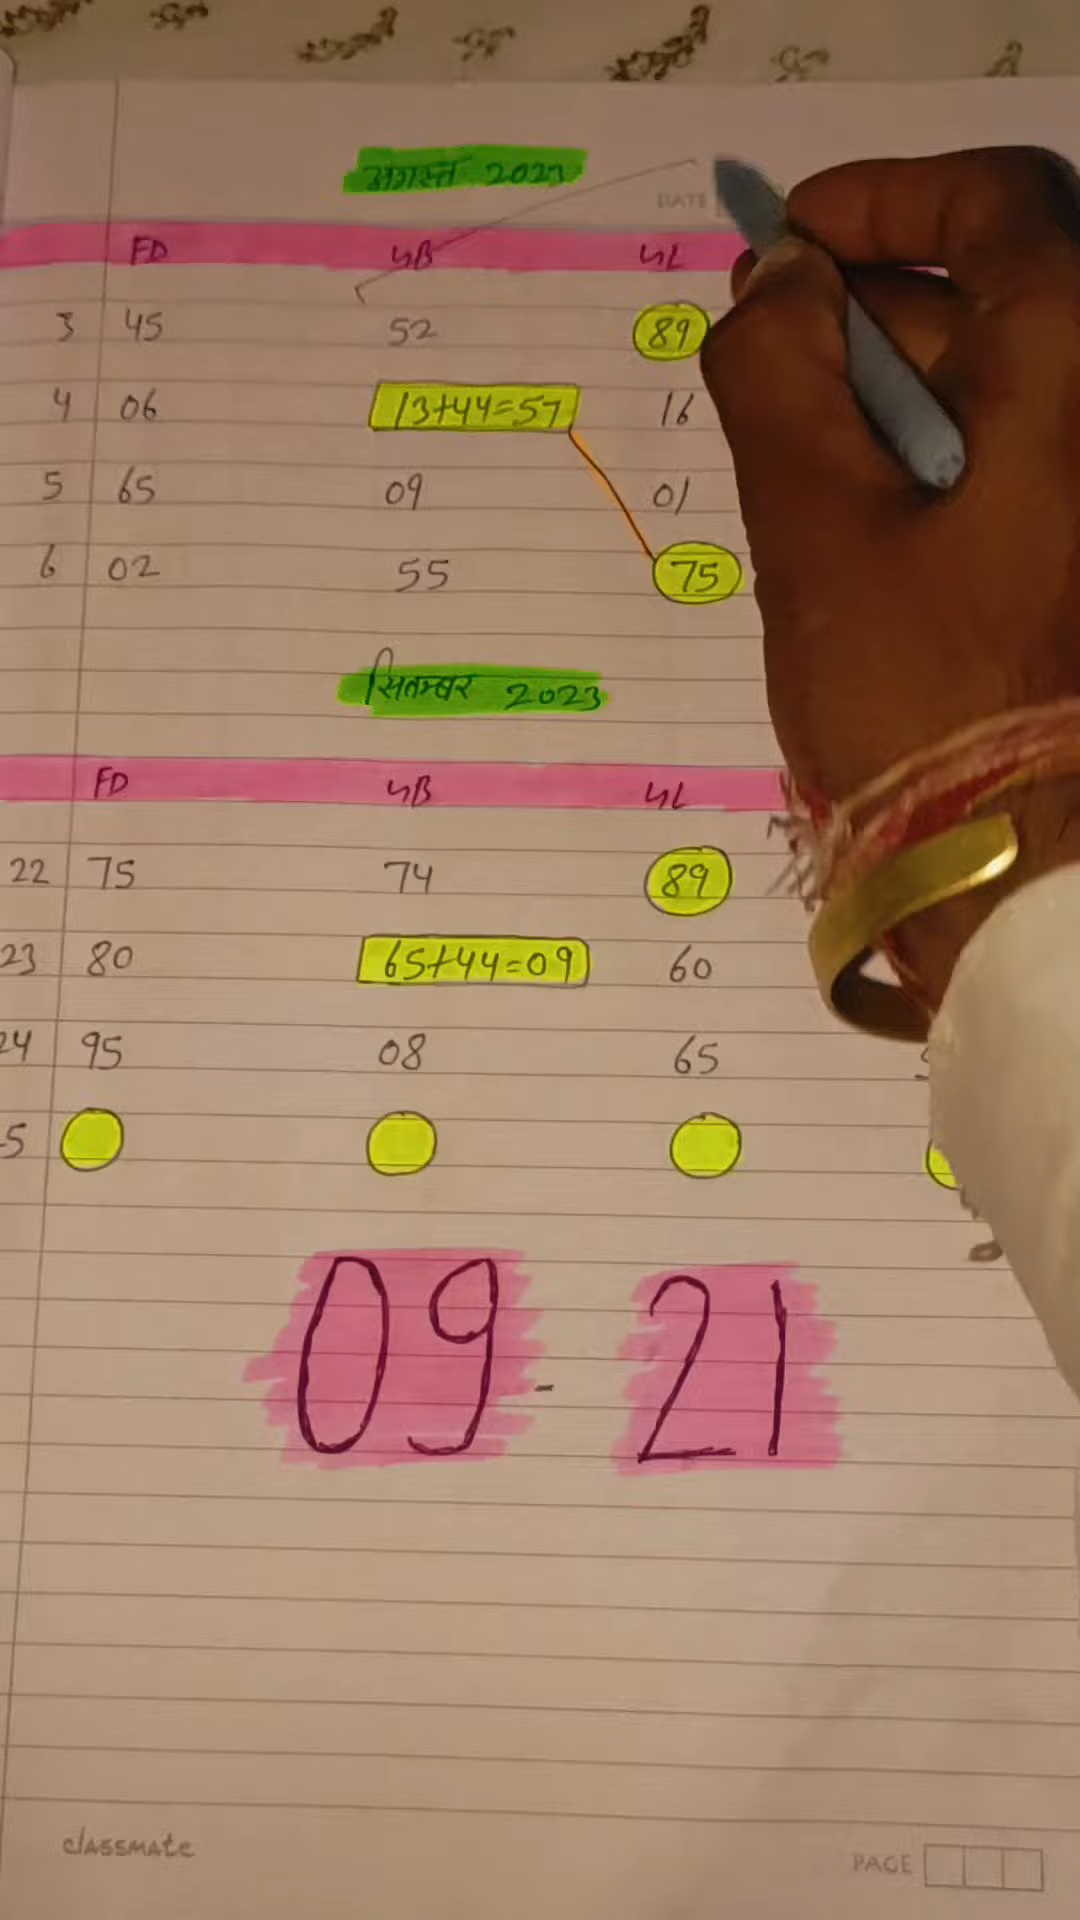 अगस्त 2023
DATE
FD GB GL
3 45 52 89
4 06 13+44=57 16
5 65 09 01
6 02 55 75
सितम्बर 2023
FD GB GL
22 75 74 89
23 80 65+44=09 60
24 95 08 65
5
09 - 21
classmate
PAGE